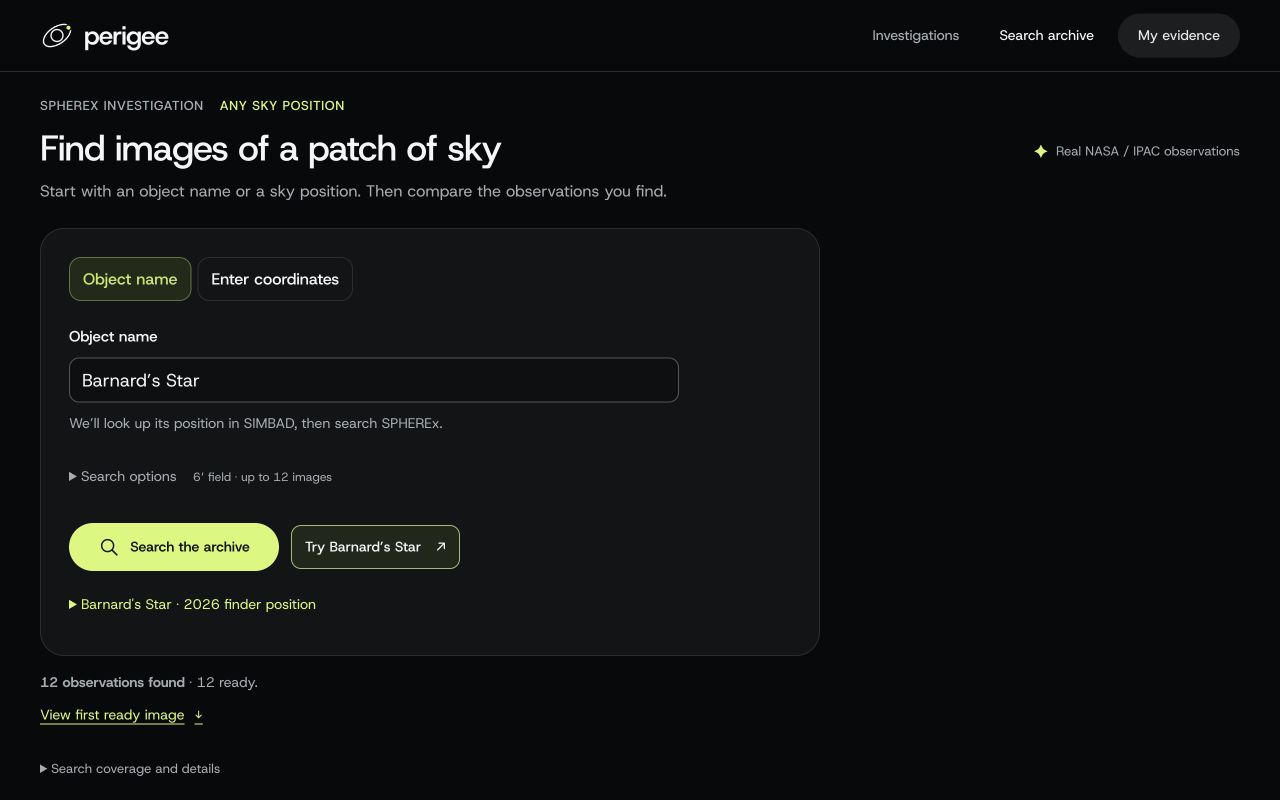 perigee
Investigations
Search archive
My evidence
SPHEREX INVESTIGATION ANY SKY POSITION
Find images of a patch of sky
Real NASA / IPAC observations
Start with an object name or a sky position. Then compare the observations you find.
Object name
Enter coordinates
Object name
Barnard’s Star
We’ll look up its position in SIMBAD, then search SPHEREx.
▶ Search options 6′ field · up to 12 images
Search the archive
Try Barnard’s Star ↗
▶ Barnard's Star · 2026 finder position
12 observations found · 12 ready.
View first ready image ↓
▶ Search coverage and details